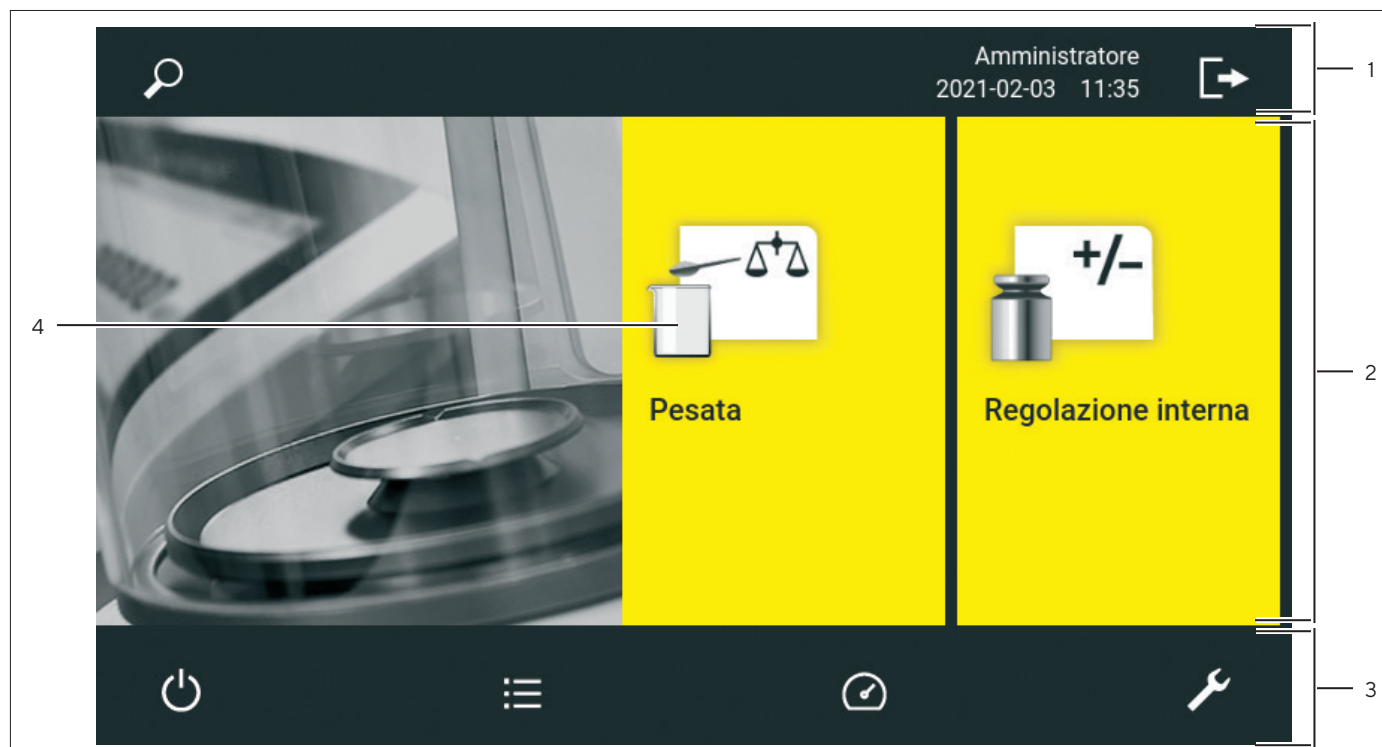 Amministratore
2021-02-03 11:35
1
+/-
4
2
Pesata
Regolazione interna
3